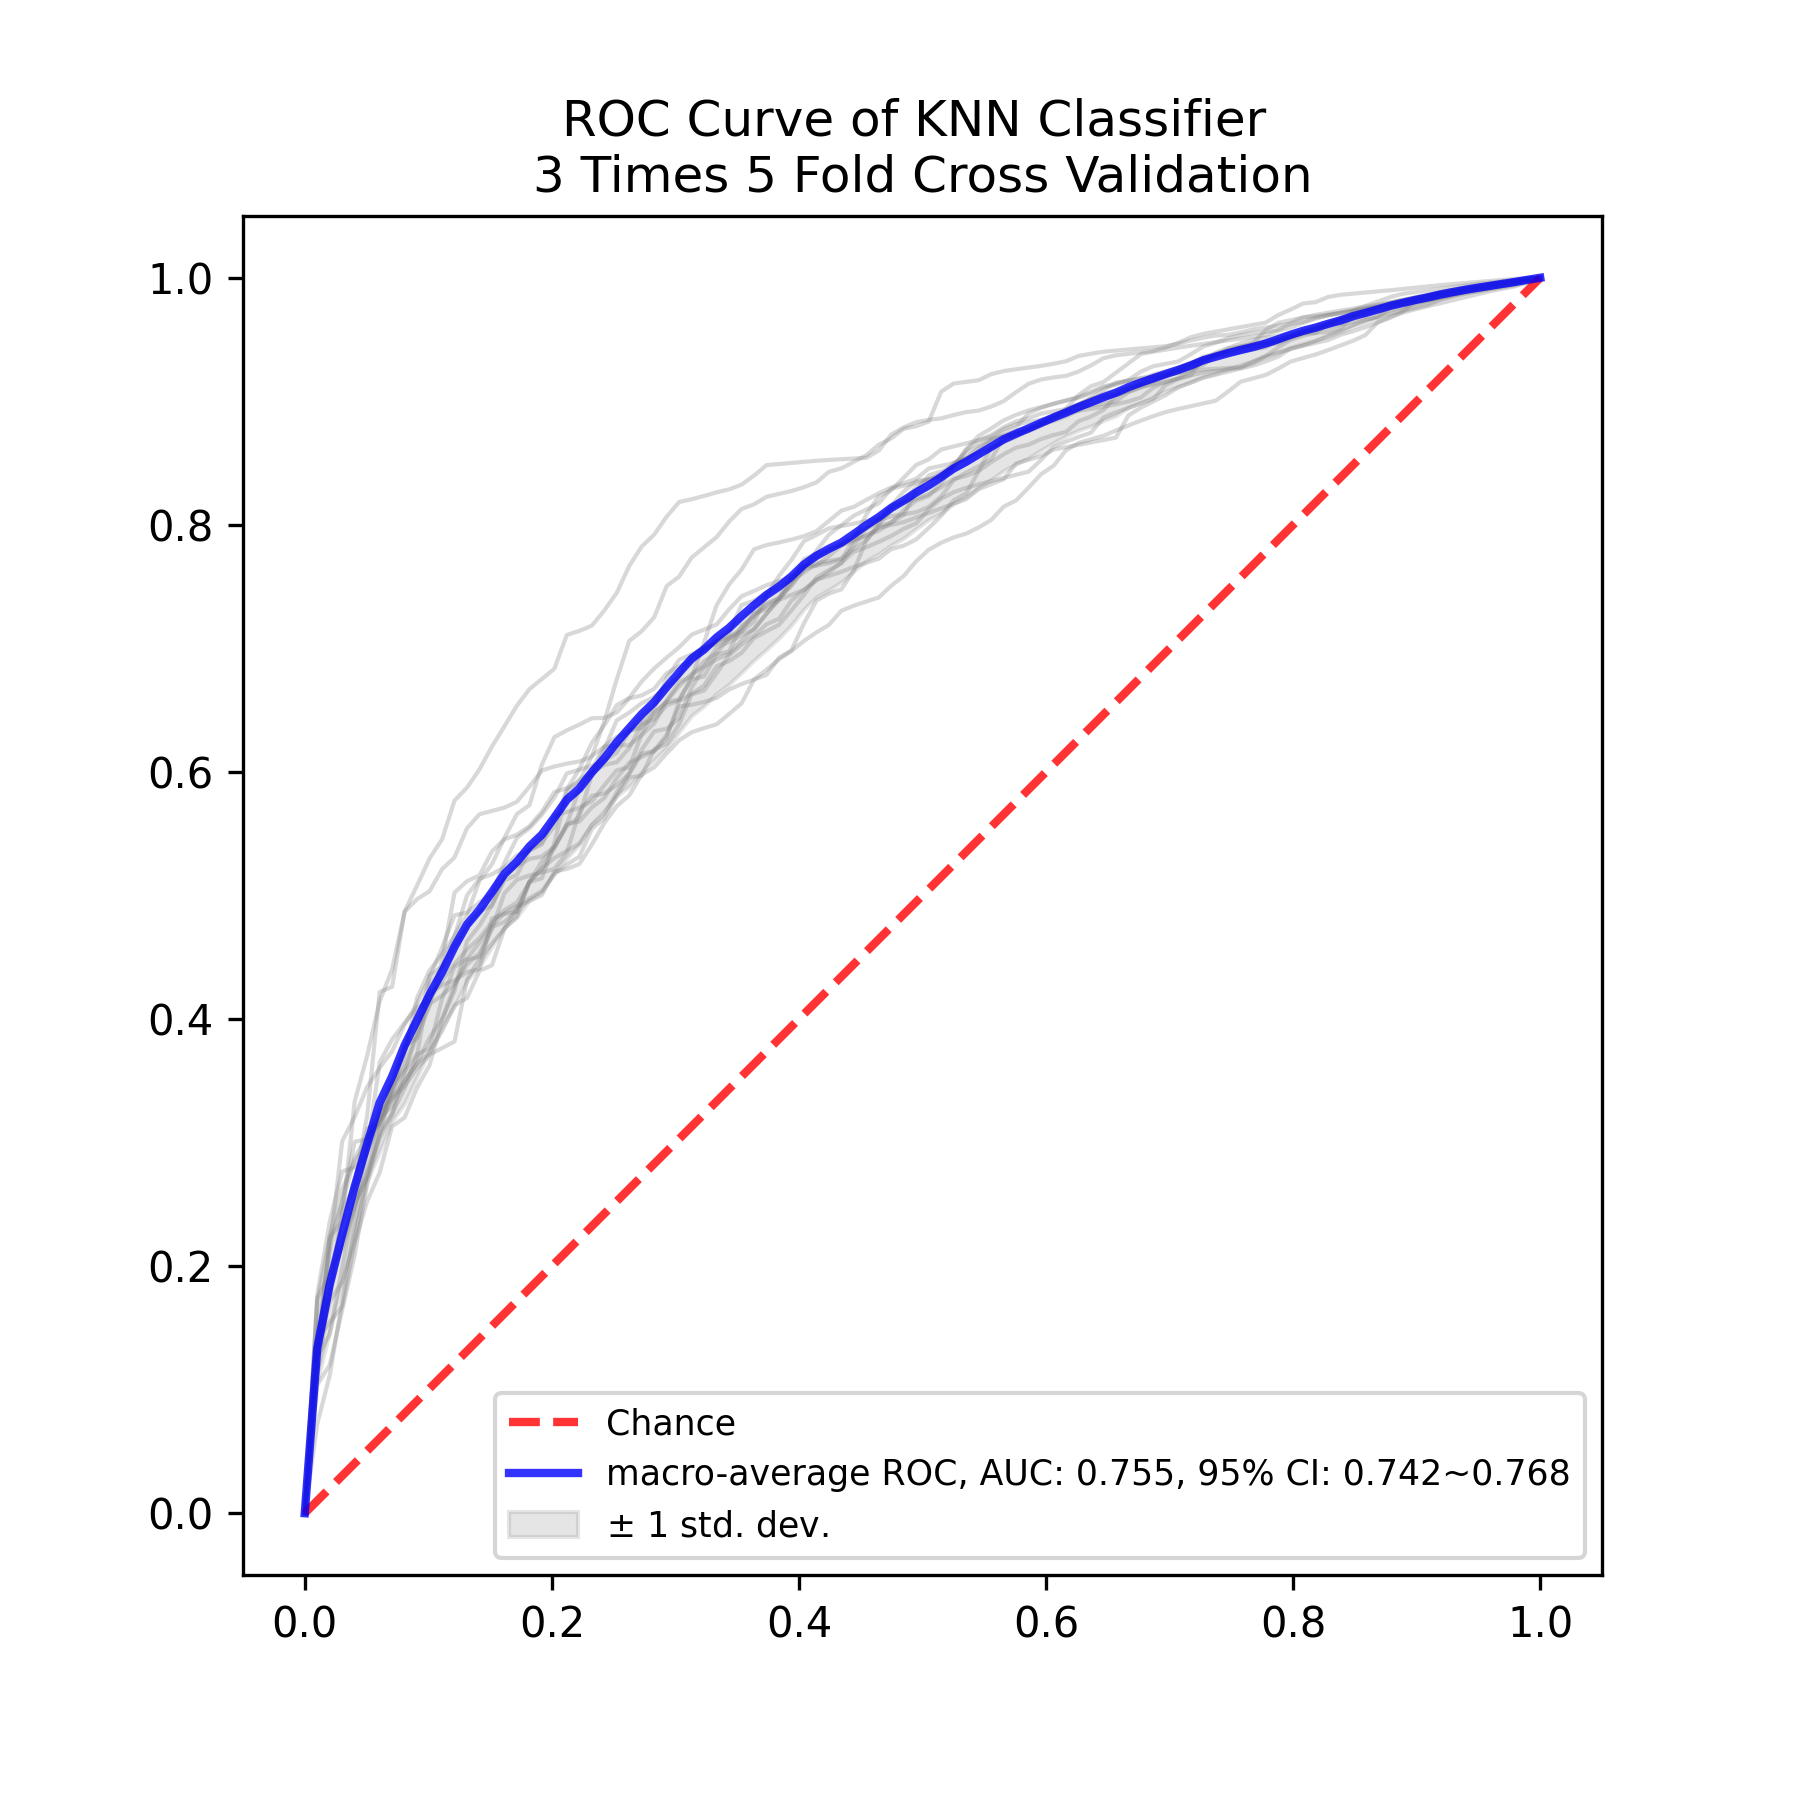 ROC Curve of KNN Classifier
3 Times 5 Fold Cross Validation
1.0
0.8
0.6
0.4
0.2
0.0
Chance
macro-average ROC, AUC: 0.755, 95% CI: 0.742~0.768
± 1 std. dev.
0.0 0.2 0.4 0.6 0.8 1.0